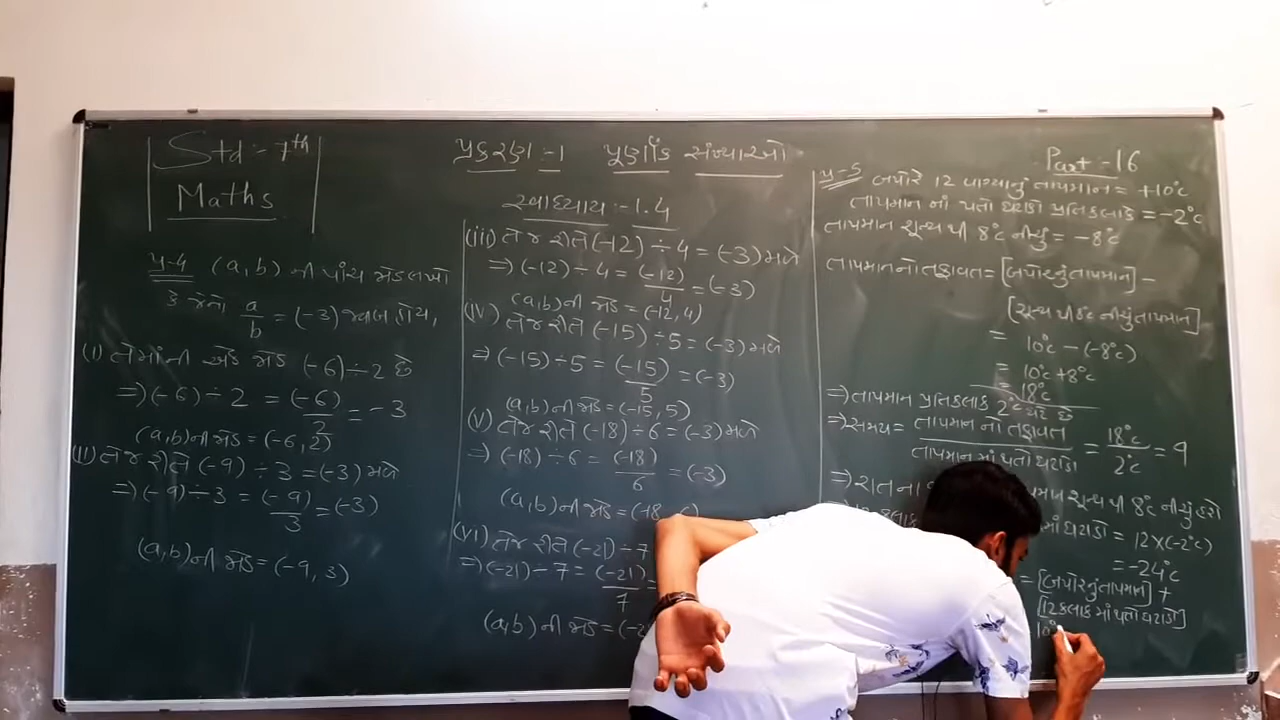 Std :- 7th
Maths
પ્રકરણ :-1 પૂર્ણાંક સંખ્યાઓ
સ્વાધ્યાય :- 1.4
Part :-16
પ્ર-4 (a,b) ની પાંચ જોડ લખો
કે જેનો a/b = (-3) જવાબ હોય,
(i) તેમાંની એક જોડ (-6) ÷ 2 છે
⇒ (-6) ÷ 2 = (-6)/2 = -3
(a,b)ની જોડ = (-6, 2)
(ii) તેજ રીતે (-9) ÷ 3 = (-3) મળે
⇒ (-9) ÷ 3 = (-9)/3 = (-3)
(a,b)ની જોડ = (-9, 3)
(iii) તેજ રીતે (-12) ÷ 4 = (-3) મળે
⇒ (-12) ÷ 4 = (-12)/4 = (-3)
(a,b)ની જોડ = (-12, 4)
(iv) તેજ રીતે (-15) ÷ 5 = (-3) મળે
⇒ (-15) ÷ 5 = (-15)/5 = (-3)
(a,b)ની જોડ = (-15, 5)
(v) તેજ રીતે (-18) ÷ 6 = (-3) મળે
⇒ (-18) ÷ 6 = (-18)/6 = (-3)
(a,b)ની જોડ = (-18
(vi) તેજ રીતે (-21) ÷ 7
⇒ (-21) ÷ 7 = (-21)/7
(a,b)ની જોડ = (-2
પ્ર-5 બપોરે 12 વાગ્યાનું તાપમાન = +10°c
તાપમાન માં થતો ઘટાડો પ્રતિકલાકે = -2°c
તાપમાન શૂન્ય થી 8°c નીચું = -8°c
તાપમાનનો તફાવત = [બપોરનું તાપમાન] -
[શૂન્ય થી 8°c નીચું તાપમાન]
= 10°c - (-8°c)
= 10°c + 8°c
= 18°c
⇒ તાપમાન પ્રતિકલાક 2°c ઘટે છે
⇒ સમય = તાપમાન નો તફાવત/તાપમાન માં થતો ઘટાડો = 18°c/2°c = 9
⇒ રાતના
માન શૂન્ય થી 8°c નીચું હશે
માં ઘટાડો = 12×(-2°c)
= -24°c
= [બપોરનું તાપમાન] +
[12 કલાક માં થતો ઘટાડો]
10°